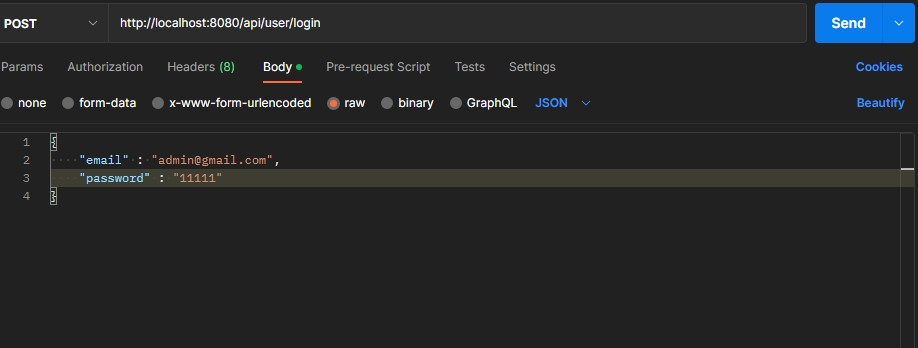 POST http://localhost:8080/api/user/login Send
Params Authorization Headers (8) Body Pre-request Script Tests Settings Cookies
none form-data x-www-form-urlencoded raw binary GraphQL JSON Beautify
1 {
2 "email" : "admin@gmail.com",
3 "password" : "11111"
4 }